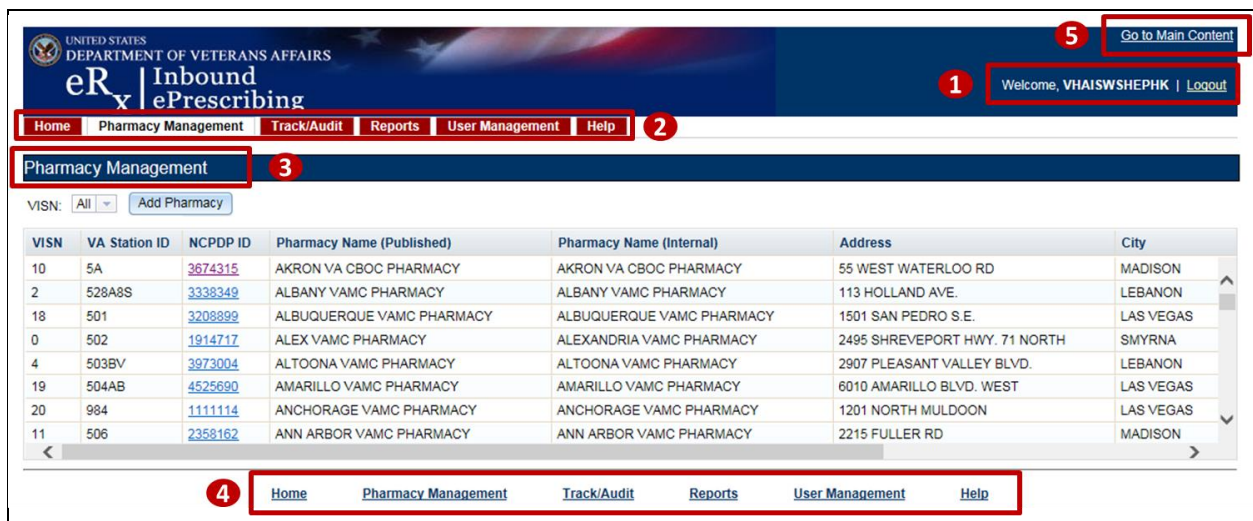 UNITED STATES
DEPARTMENT OF VETERANS AFFAIRS
eRx | Inbound
ePrescribing
5 Go to Main Content
1 Welcome, VHAISWSHEPHK | Logout
Home Pharmacy Management Track/Audit Reports User Management Help 2
Pharmacy Management 3
VISN: All Add Pharmacy
VISN VA Station ID NCPDP ID Pharmacy Name (Published) Pharmacy Name (Internal) Address City
10 5A 3674315 AKRON VA CBOC PHARMACY AKRON VA CBOC PHARMACY 55 WEST WATERLOO RD MADISON
2 528A8S 3338349 ALBANY VAMC PHARMACY ALBANY VAMC PHARMACY 113 HOLLAND AVE. LEBANON
18 501 3208899 ALBUQUERQUE VAMC PHARMACY ALBUQUERQUE VAMC PHARMACY 1501 SAN PEDRO S.E. LAS VEGAS
0 502 1914717 ALEX VAMC PHARMACY ALEXANDRIA VAMC PHARMACY 2495 SHREVEPORT HWY. 71 NORTH SMYRNA
4 503BV 3973004 ALTOONA VAMC PHARMACY ALTOONA VAMC PHARMACY 2907 PLEASANT VALLEY BLVD. LEBANON
19 504AB 4525690 AMARILLO VAMC PHARMACY AMARILLO VAMC PHARMACY 6010 AMARILLO BLVD. WEST LAS VEGAS
20 984 1111114 ANCHORAGE VAMC PHARMACY ANCHORAGE VAMC PHARMACY 1201 NORTH MULDOON LAS VEGAS
11 506 2358162 ANN ARBOR VAMC PHARMACY ANN ARBOR VAMC PHARMACY 2215 FULLER RD MADISON
4 Home Pharmacy Management Track/Audit Reports User Management Help